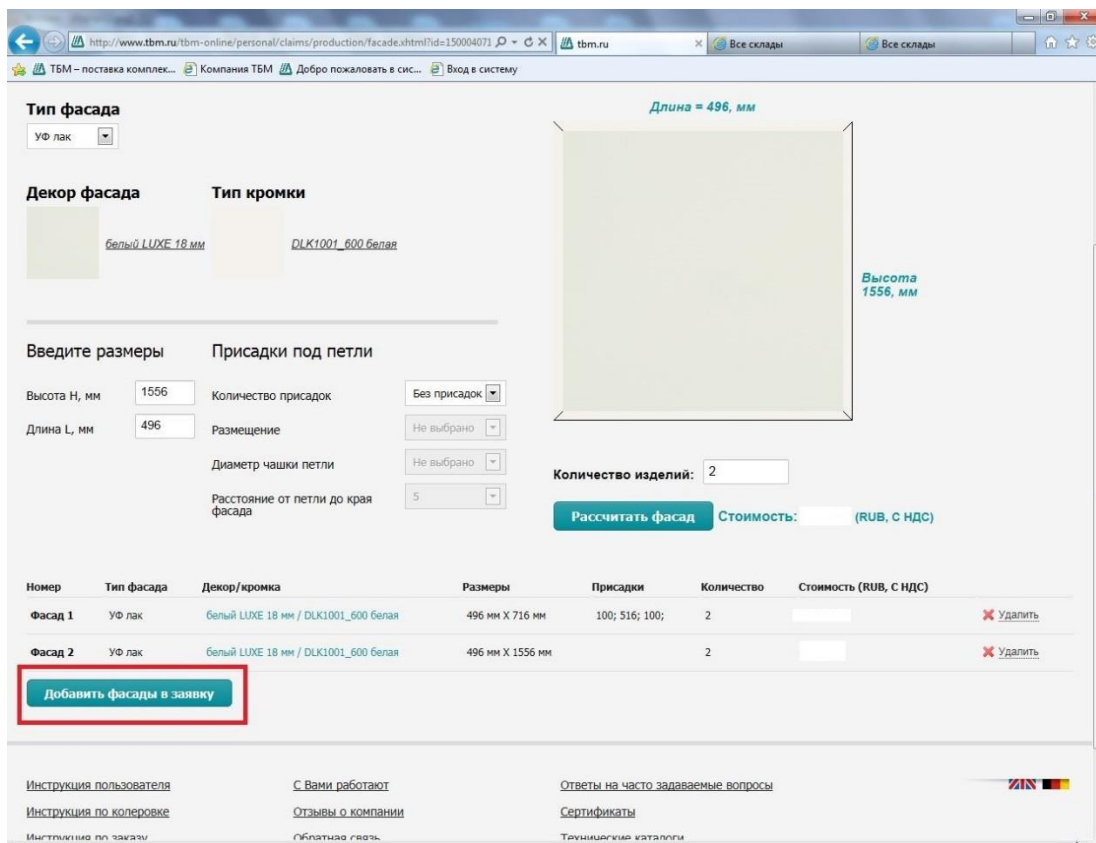 http://www.tbm.ru/tbm-online/personal/claims/production/facade.xhtml?id=150004071
tbm.ru
Все склады
Все склады
ТБМ – поставка комплек...
Компания ТБМ
Добро пожаловать в сис...
Вход в систему
Тип фасада
УФ лак
Длина = 496, мм
Декор фасада
Тип кромки
белый LUXE 18 мм
DLK1001_600 белая
Высота
1556, мм
Введите размеры
Присадки под петли
Высота H, мм
1556
Количество присадок
Без присадок
Длина L, мм
496
Размещение
Не выбрано
Диаметр чашки петли
Не выбрано
Количество изделий:
2
Расстояние от петли до края
фасада
5
Рассчитать фасад
Стоимость:
(RUB, С НДС)
Номер Тип фасада Декор/кромка Размеры Присадки Количество Стоимость (RUB, С НДС)
Фасад 1 УФ лак белый LUXE 18 мм / DLK1001_600 белая 496 мм X 716 мм 100; 516; 100; 2 Удалить
Фасад 2 УФ лак белый LUXE 18 мм / DLK1001_600 белая 496 мм X 1556 мм 2 Удалить
Добавить фасады в заявку
Инструкция пользователя
С Вами работают
Ответы на часто задаваемые вопросы
Инструкция по колеровке
Отзывы о компании
Сертификаты
Инструкция по заказу
Обратная связь
Технические каталоги